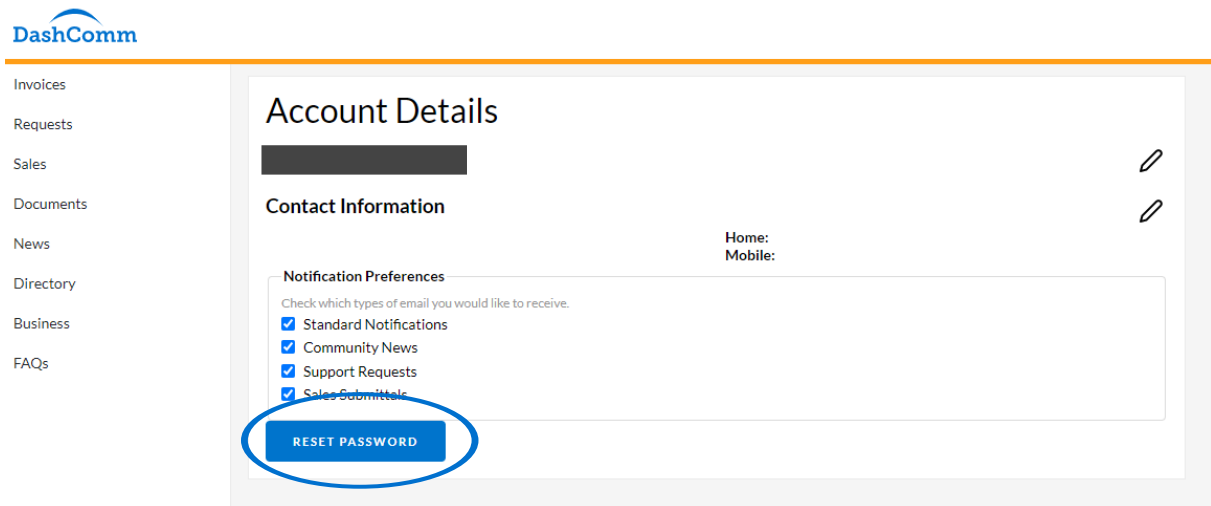 DashComm
Invoices
Requests
Sales
Documents
News
Directory
Business
FAQs
Account Details
Contact Information
Home:
Mobile:
Notification Preferences
Check which types of email you would like to receive.
Standard Notifications
Community News
Support Requests
Sales Submittals
RESET PASSWORD